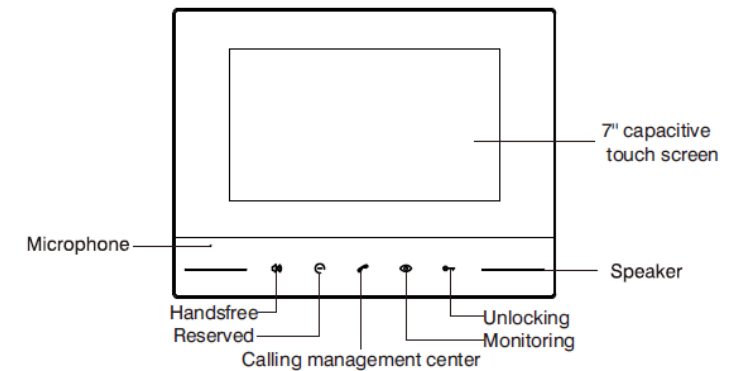 7" capacitive
touch screen
Microphone
Speaker
Handsfree
Unlocking
Reserved
Monitoring
Calling management center